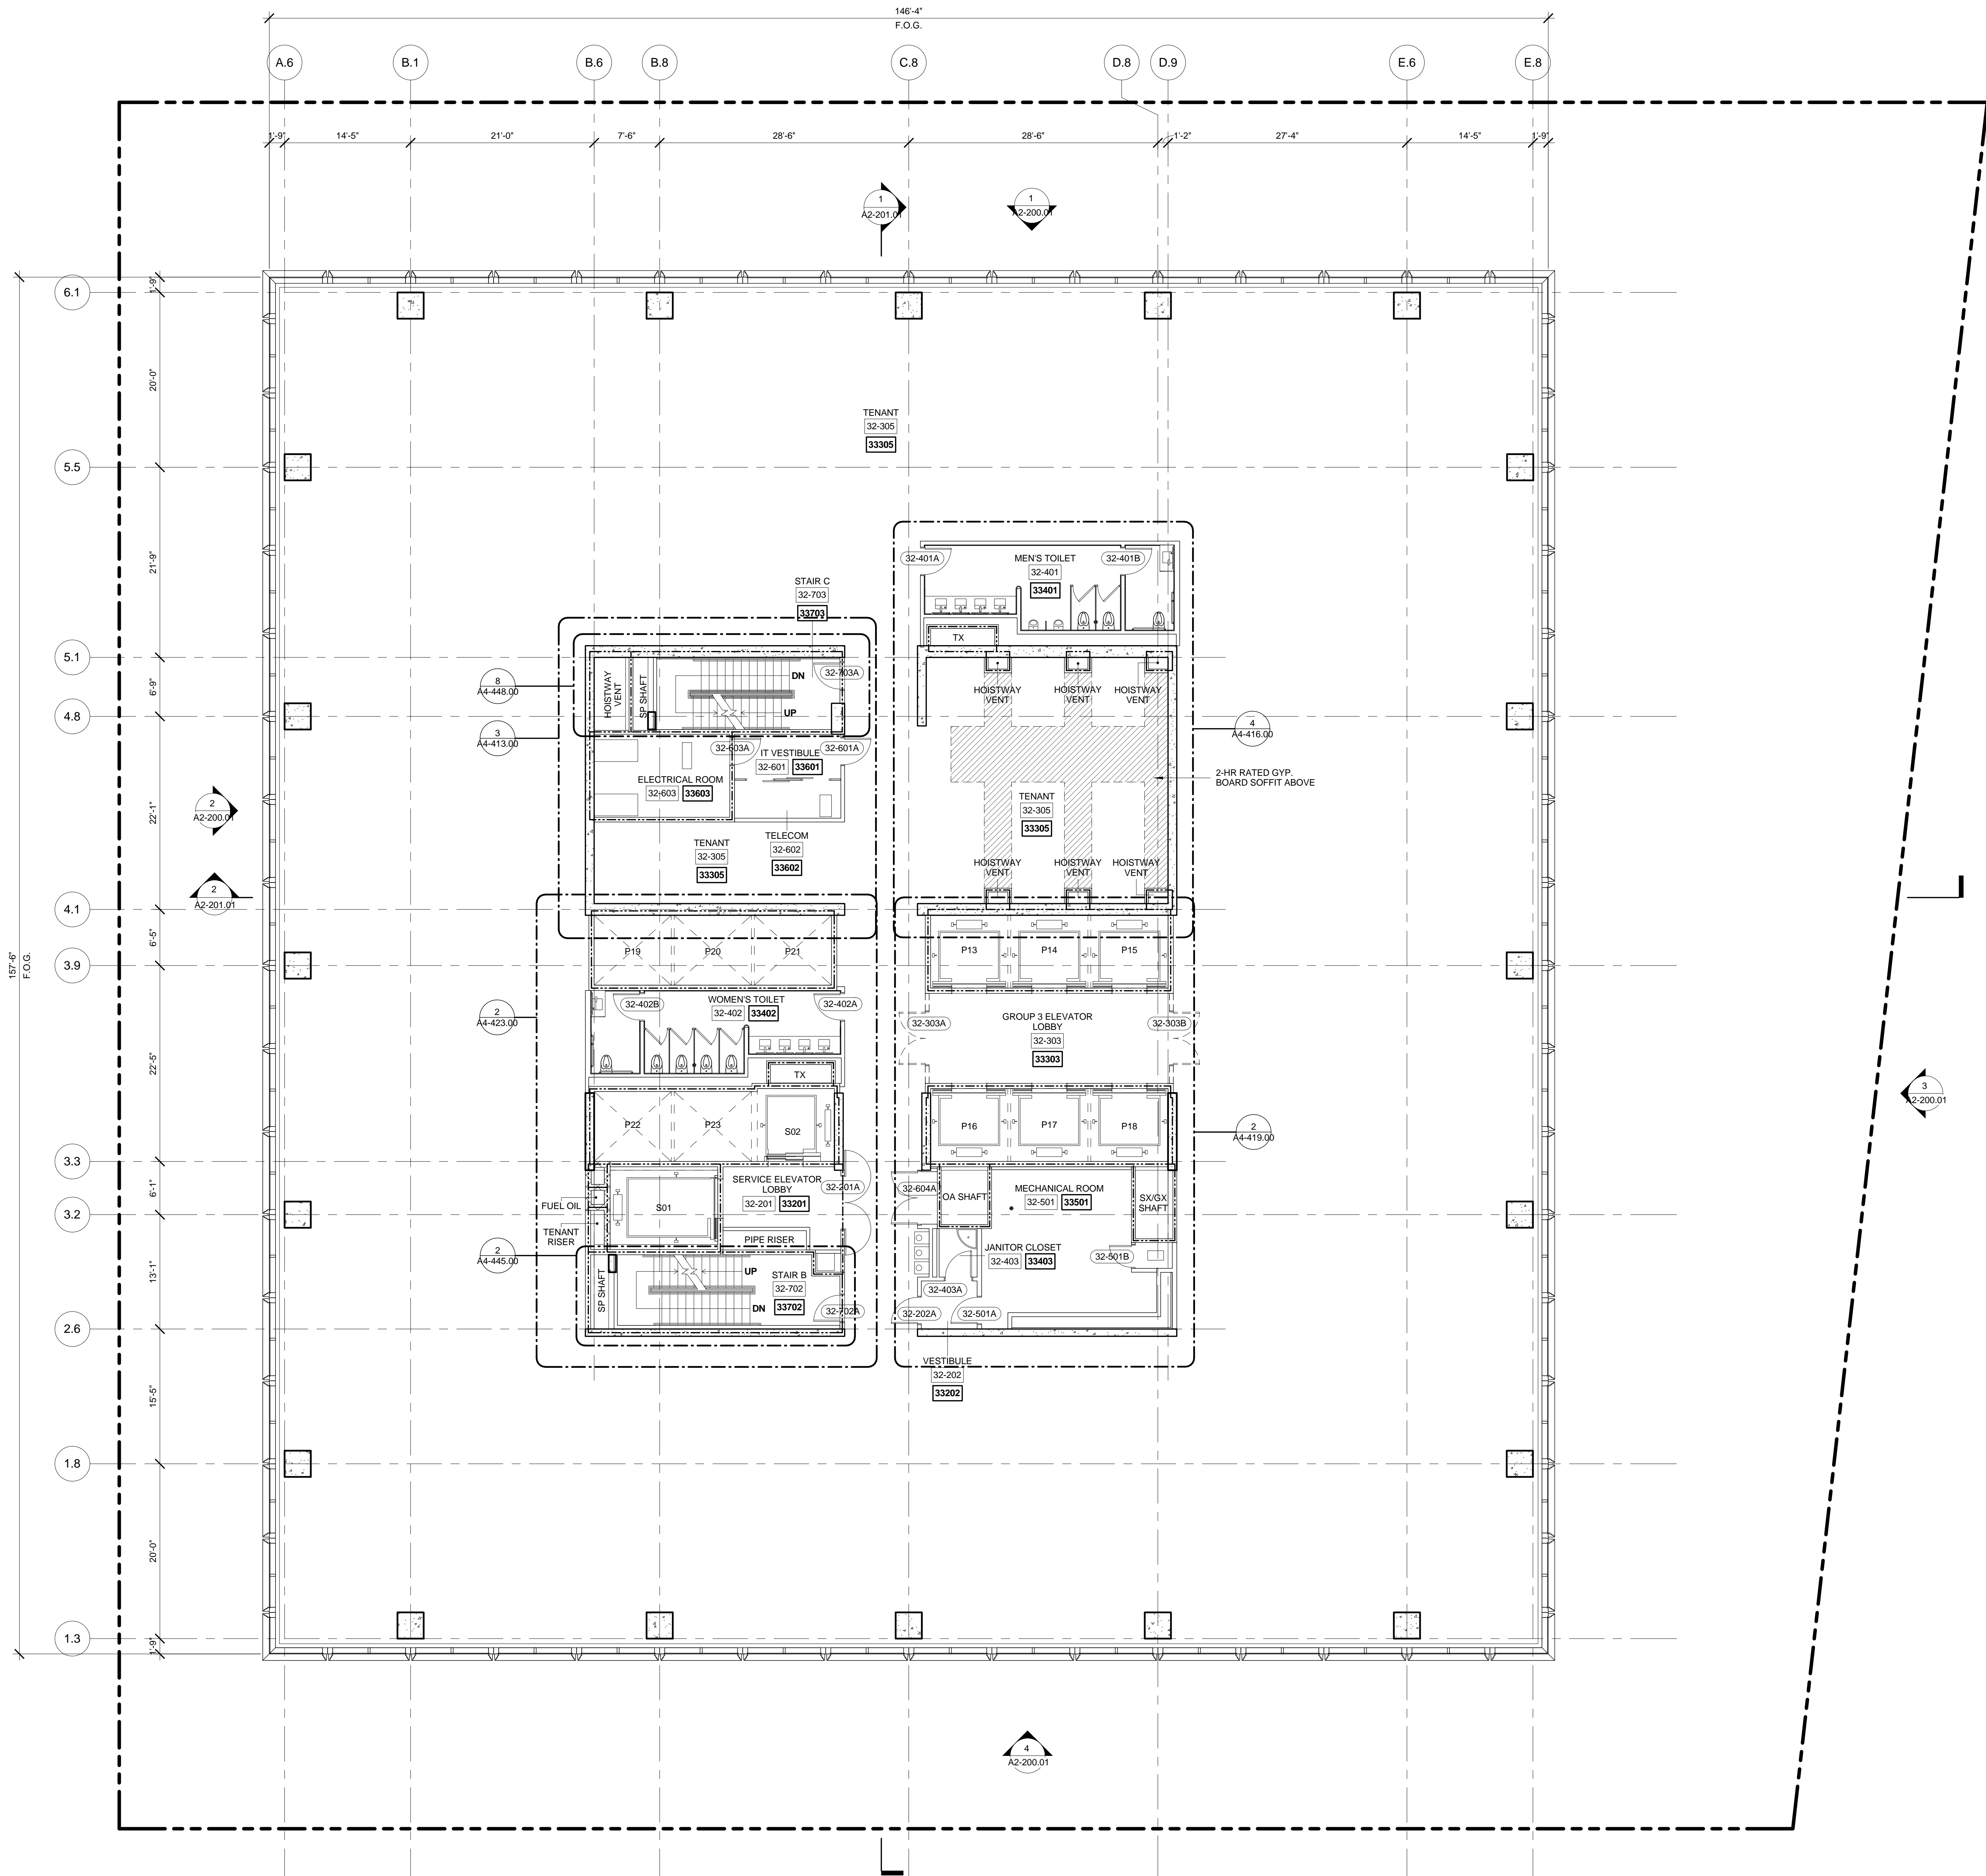 146'-4"
F.O.G.
A.6
B.1
B.6
B.8
C.8
D.8
D.9
E.6
E.8
1'-9"
14'-5"
21'-0"
7'-6"
28'-6"
28'-6"
1'-2"
27'-4"
14'-5"
1'-9"
1
A2-201.01
1
A2-200.01
6.1
1'-9"
20'-0"
TENANT
32-305
33305
5.5
21'-9"
32-401A
MEN'S TOILET
32-401
33401
32-401B
STAIR C
32-703
33703
TX
5.1
8
A4-448.00
6'-9"
HOISTWAY
VENT
SP SHAFT
DN
UP
32-703A
HOISTWAY
VENT
HOISTWAY
VENT
HOISTWAY
VENT
4.8
3
A4-413.00
4
A4-416.00
32-603A
IT VESTIBULE
32-601
33601
32-601A
ELECTRICAL ROOM
32-603
33603
2-HR RATED GYP.
BOARD SOFFIT ABOVE
2
A2-200.01
22'-1"
TENANT
32-305
33305
TELECOM
32-602
33602
TENANT
32-305
33305
HOISTWAY
VENT
HOISTWAY
VENT
HOISTWAY
VENT
2
A2-201.01
4.1
6'-5"
157'-6"
F.O.G.
3.9
P19
P20
P21
P13
P14
P15
2
A4-423.00
32-402B
WOMEN'S TOILET
32-402
33402
32-402A
32-303A
GROUP 3 ELEVATOR
LOBBY
32-303
33303
32-303B
22'-5"
TX
3
A2-200.01
P22
P23
S02
P16
P17
P18
2
A4-419.00
3.3
6'-1"
3.2
FUEL OIL
TENANT
RISER
S01
SERVICE ELEVATOR
LOBBY
32-201
33201
32-201A
PIPE RISER
32-604A
OA SHAFT
MECHANICAL ROOM
32-501
33501
SX/GX
SHAFT
2
A4-445.00
13'-1"
SP SHAFT
UP
DN
STAIR B
32-702
33702
32-702A
JANITOR CLOSET
32-403
33403
32-501B
32-403A
32-202A
32-501A
2.6
VESTIBULE
32-202
33202
15'-5"
1.8
20'-0"
1.3
1'-9"
4
A2-200.01